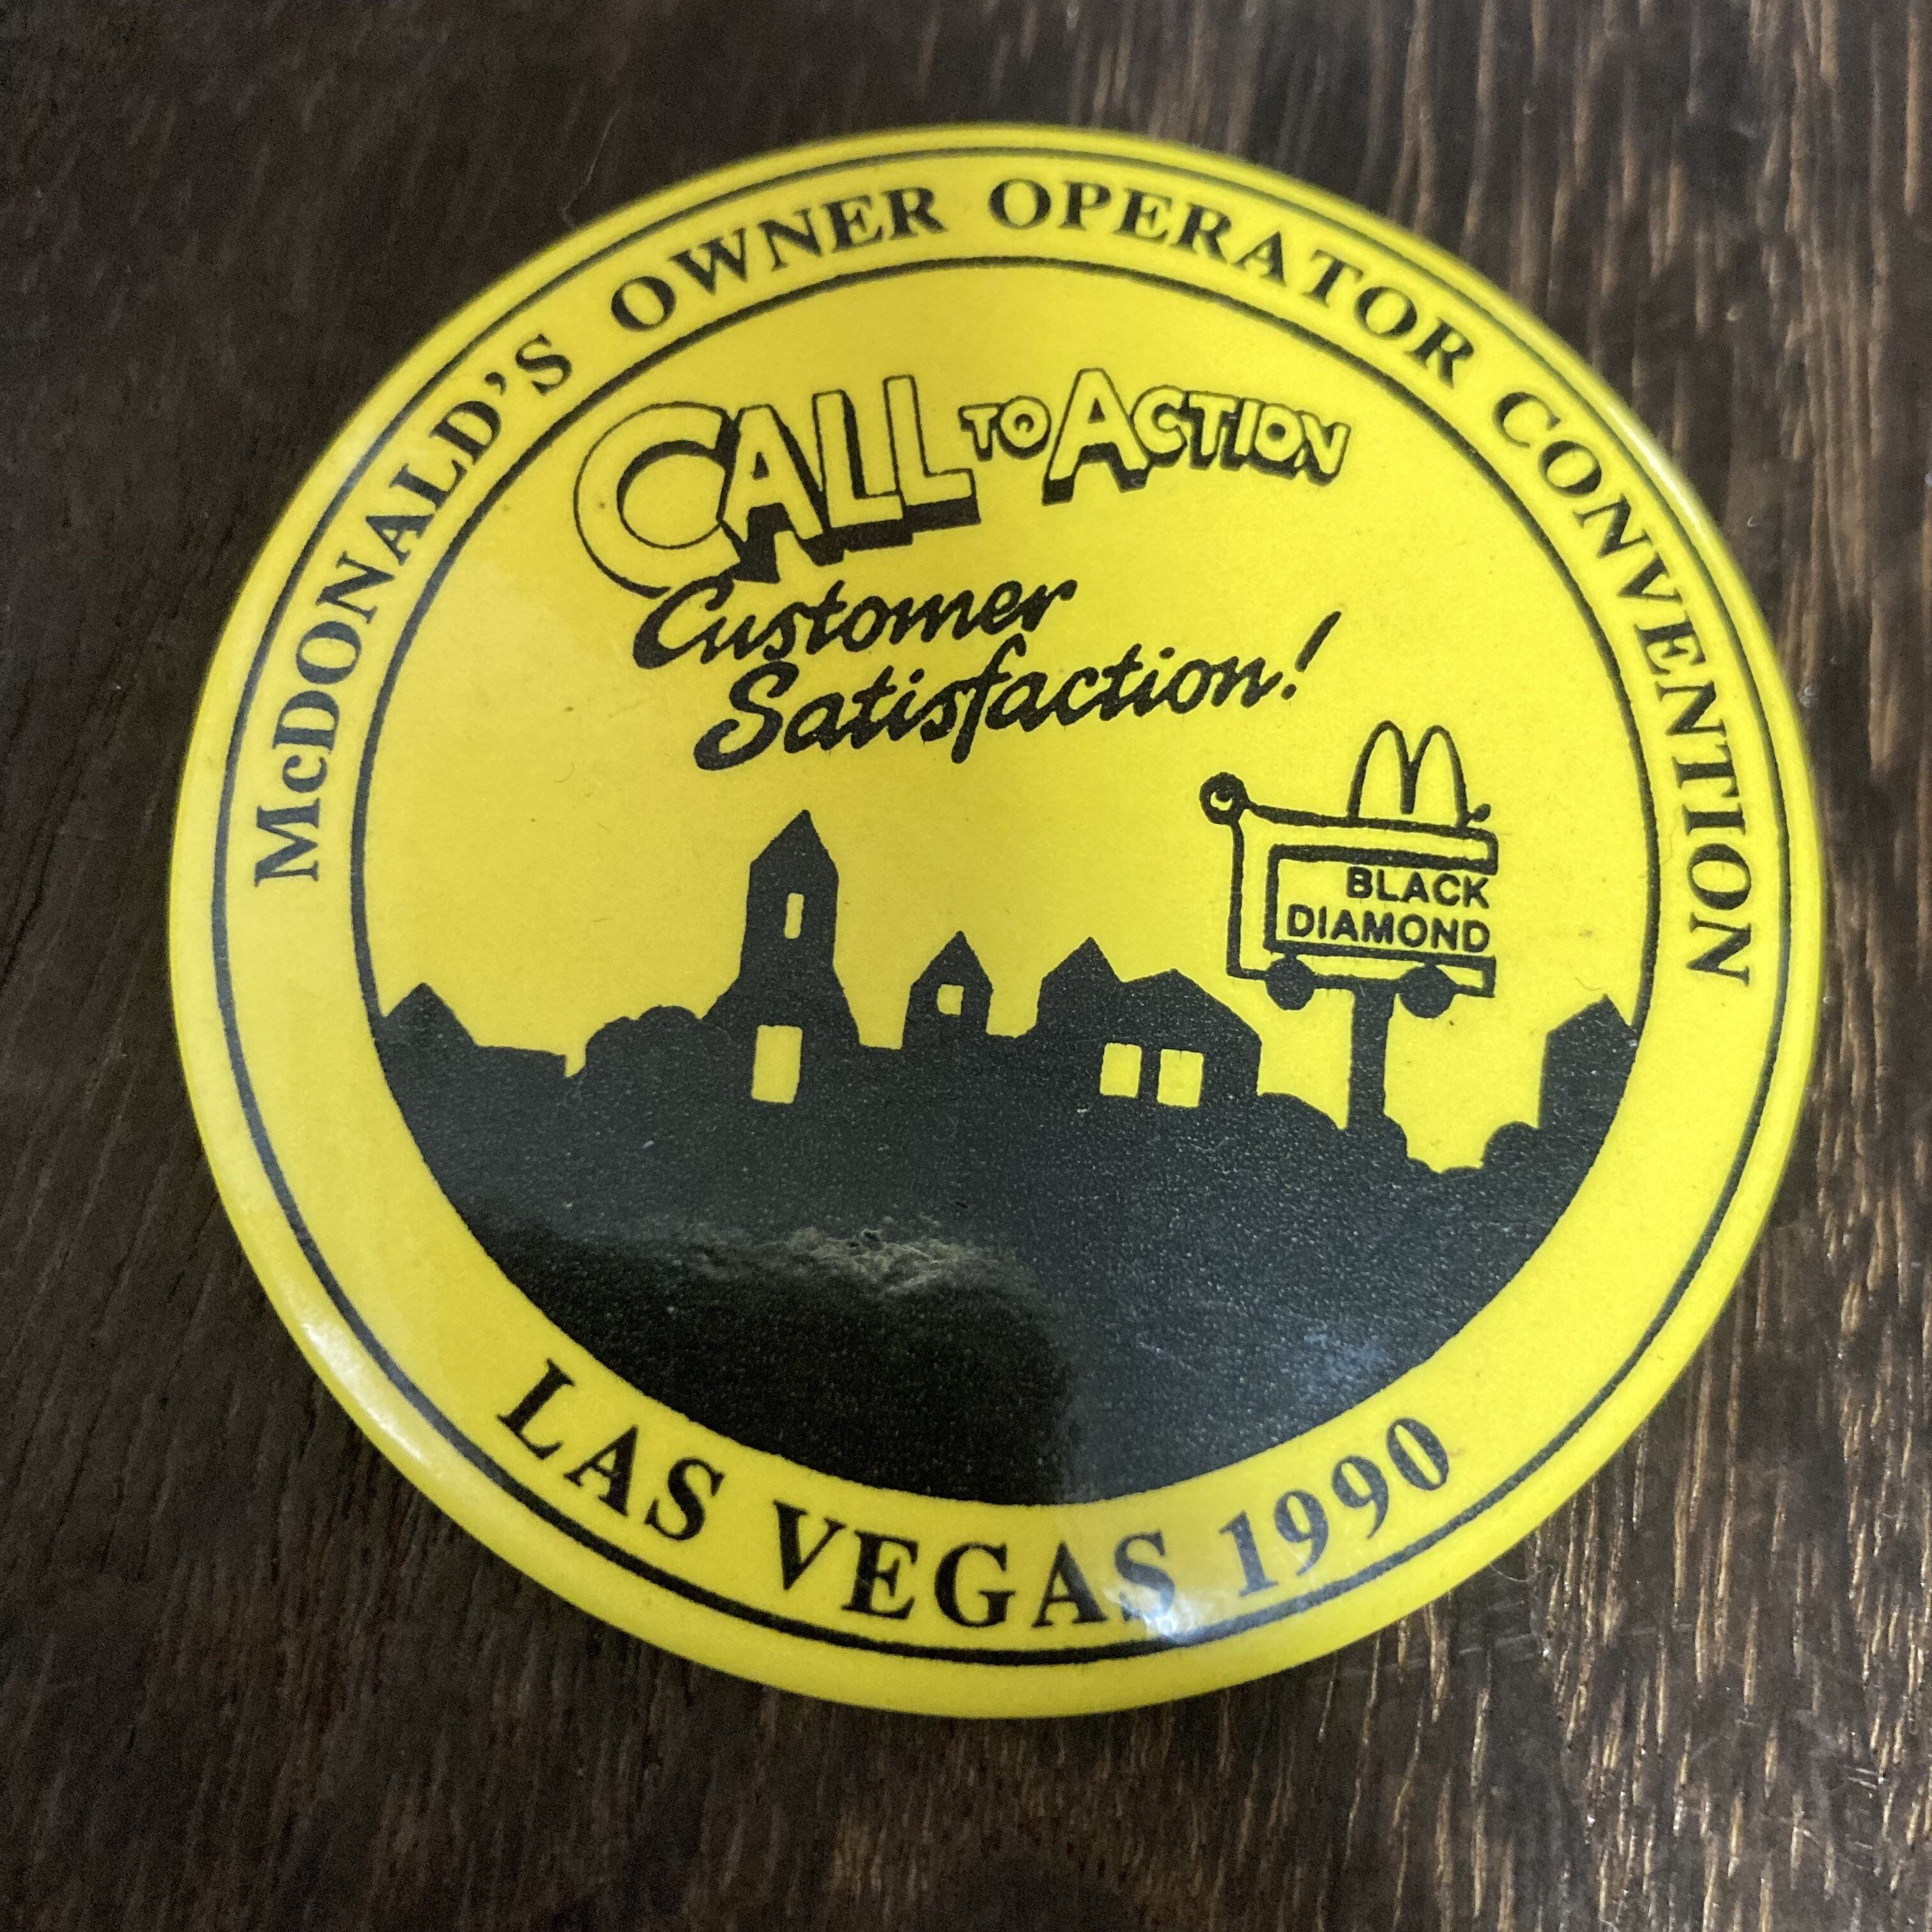 McDONALD'S OWNER OPERATOR CONVENTION
CALL TO ACTION
Customer
Satisfaction!
BLACK
DIAMOND
LAS VEGAS 1990